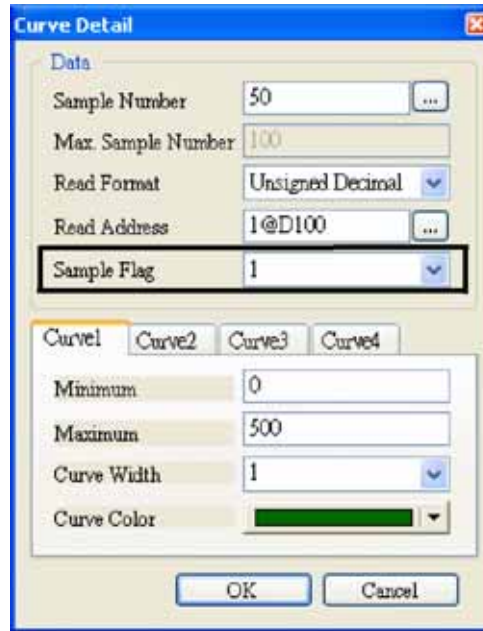 Curve Detail
Data
Sample Number 50 ...
Max. Sample Number 100
Read Format Unsigned Decimal
Read Address 1@D100 ...
Sample Flag 1
Curve1 Curve2 Curve3 Curve4
Minimum 0
Maximum 500
Curve Width 1
Curve Color
OK Cancel